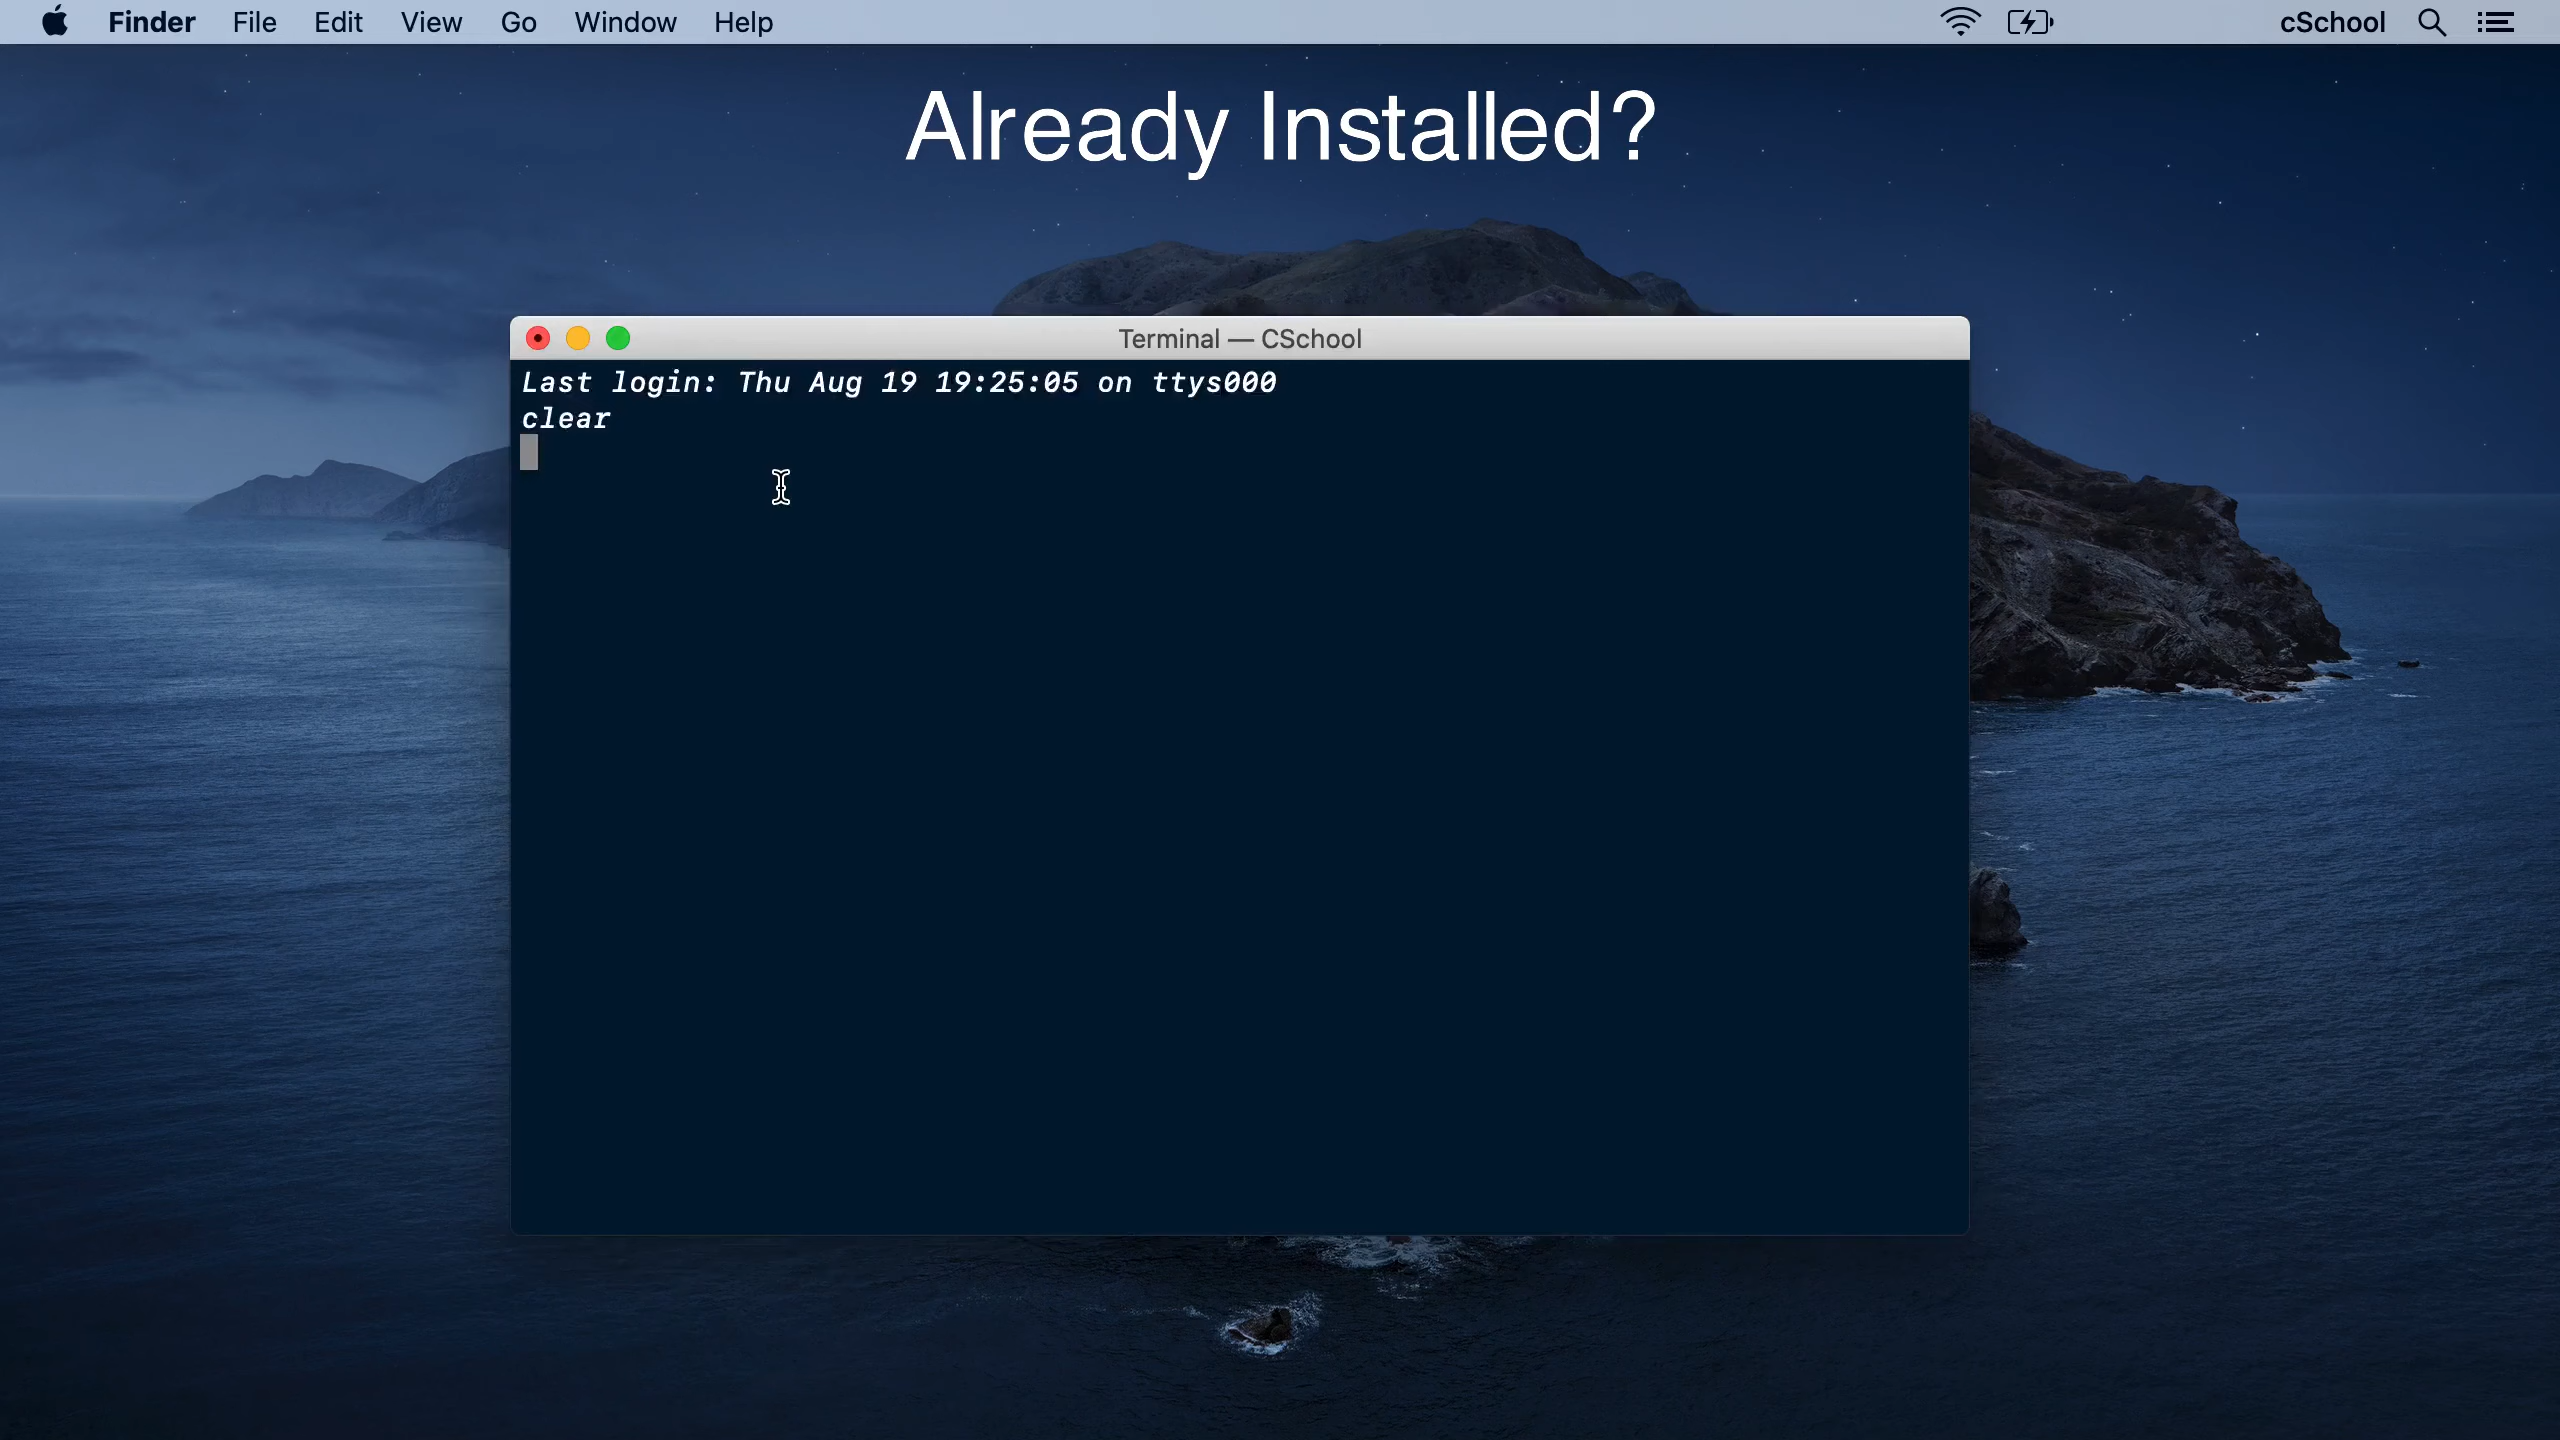 Finder File Edit View Go Window Help cSchool
Already Installed?
Terminal — CSchool
Last login: Thu Aug 19 19:25:05 on ttys000
clear